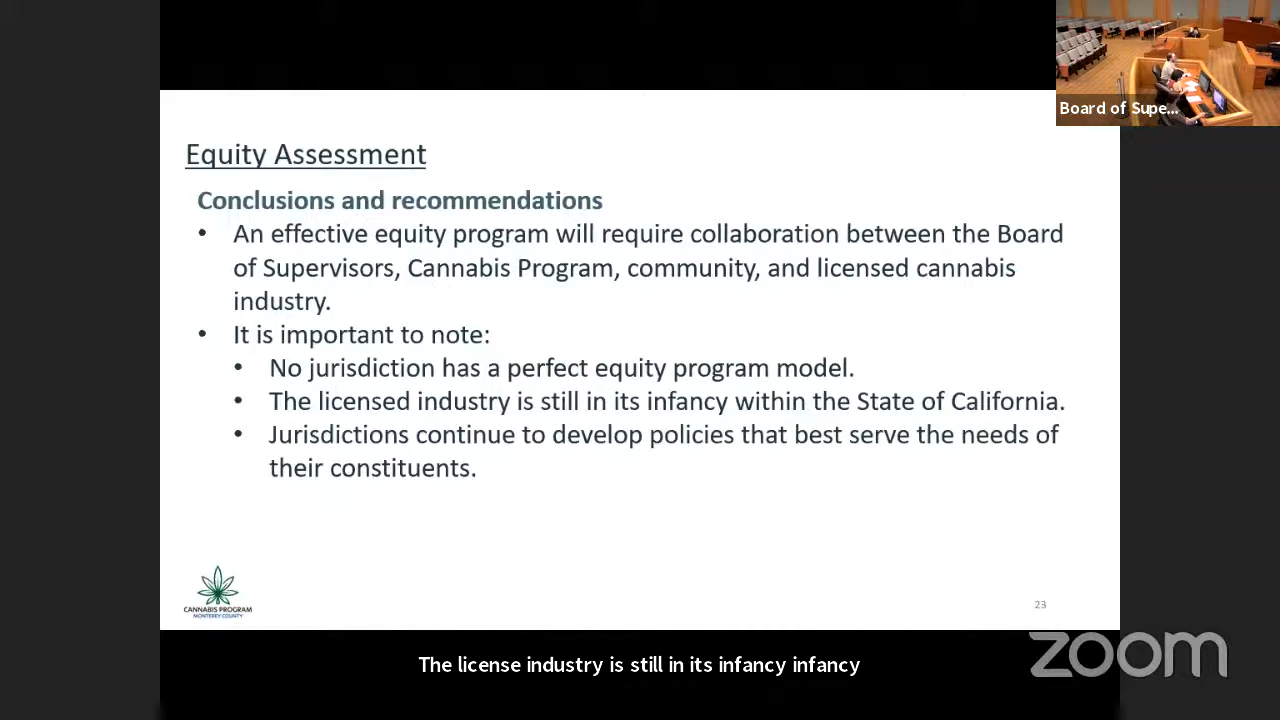 Board of Supe...
Equity Assessment
Conclusions and recommendations
• An effective equity program will require collaboration between the Board
of Supervisors, Cannabis Program, community, and licensed cannabis
industry.
• It is important to note:
• No jurisdiction has a perfect equity program model.
• The licensed industry is still in its infancy within the State of California.
• Jurisdictions continue to develop policies that best serve the needs of
their constituents.
CANNABIS PROGRAM
MONTEREY COUNTY
23
The license industry is still in its infancy infancy
zoom